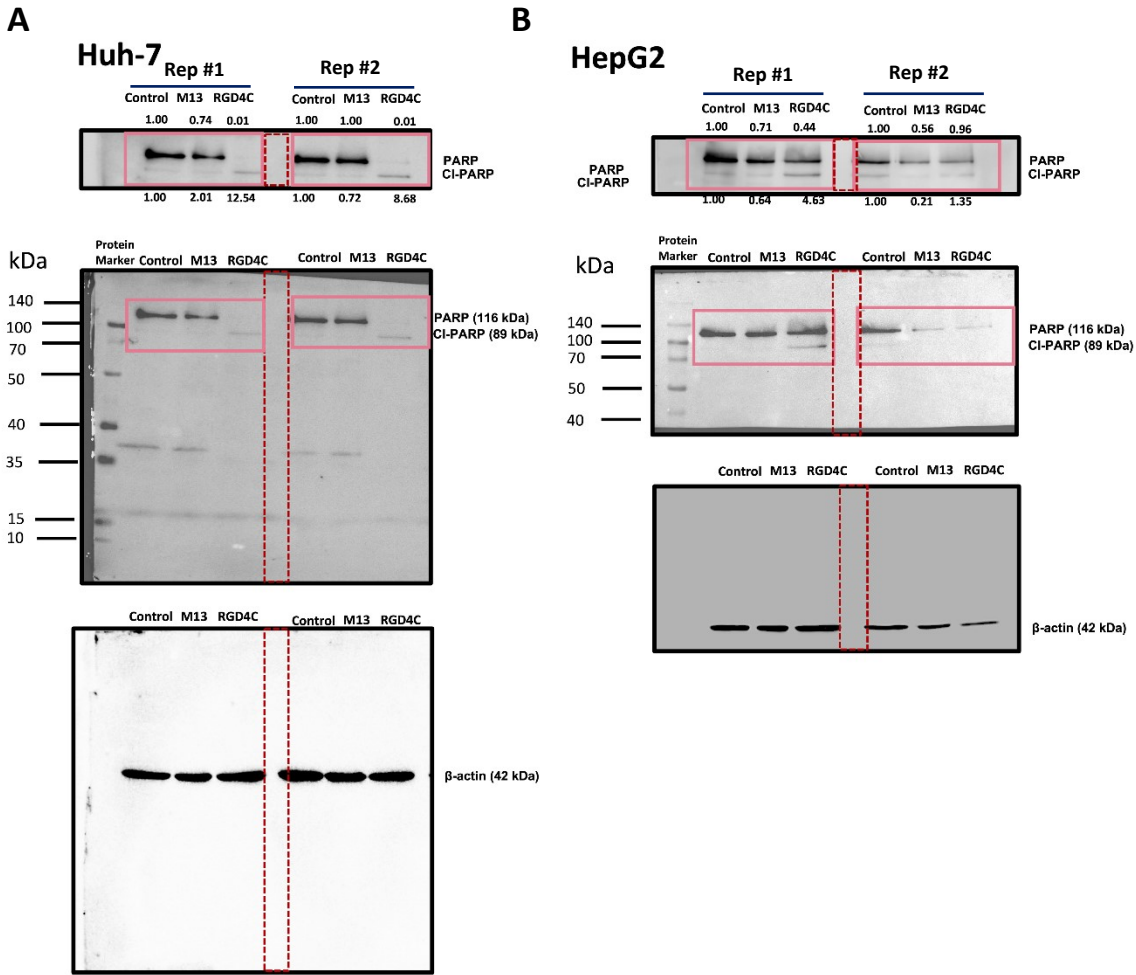 A
Huh-7
Rep #1
Rep #2
Control M13 RGD4C
Control M13 RGD4C
1.00 0.74 0.01
1.00 1.00 0.01
PARP
Cl-PARP
1.00 2.01 12.54
1.00 0.72 8.68
kDa
Protein
Marker
Control M13 RGD4C
Control M13 RGD4C
140
100
70
50
40
35
15
10
PARP (116 kDa)
Cl-PARP (89 kDa)
Control M13 RGD4C
Control M13 RGD4C
β-actin (42 kDa)
B
HepG2
Rep #1
Rep #2
Control M13 RGD4C
Control M13 RGD4C
1.00 0.71 0.44
1.00 0.56 0.96
PARP
Cl-PARP
PARP
Cl-PARP
1.00 0.64 4.63
1.00 0.21 1.35
kDa
Protein
Marker
Control M13 RGD4C
Control M13 RGD4C
140
100
70
50
40
PARP (116 kDa)
Cl-PARP (89 kDa)
Control M13 RGD4C
Control M13 RGD4C
β-actin (42 kDa)